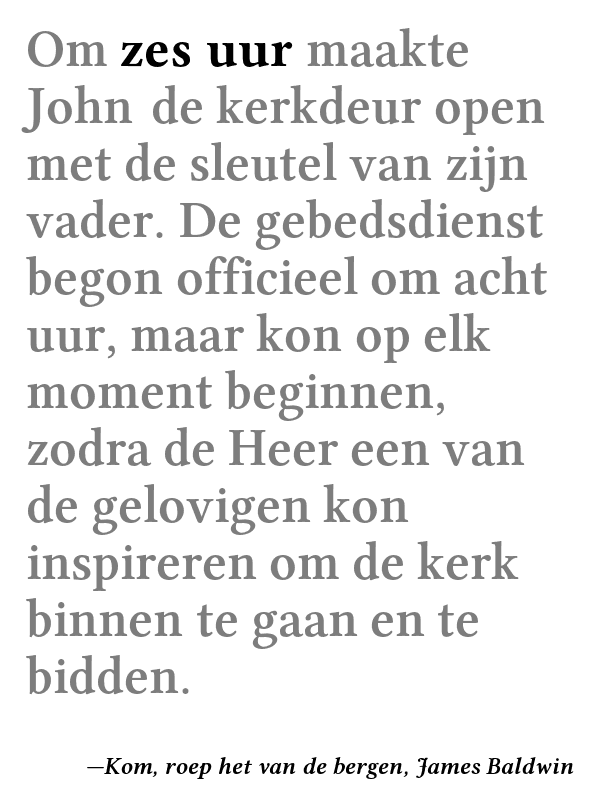 Om zes uur maakte
John de kerkdeur open
met de sleutel van zijn
vader. De gebedsdienst
begon officieel om acht
uur, maar kon op elk
moment beginnen,
zodra de Heer een van
de gelovigen kon
inspireren om de kerk
binnen te gaan en te
bidden.
—Kom, roep het van de bergen, James Baldwin